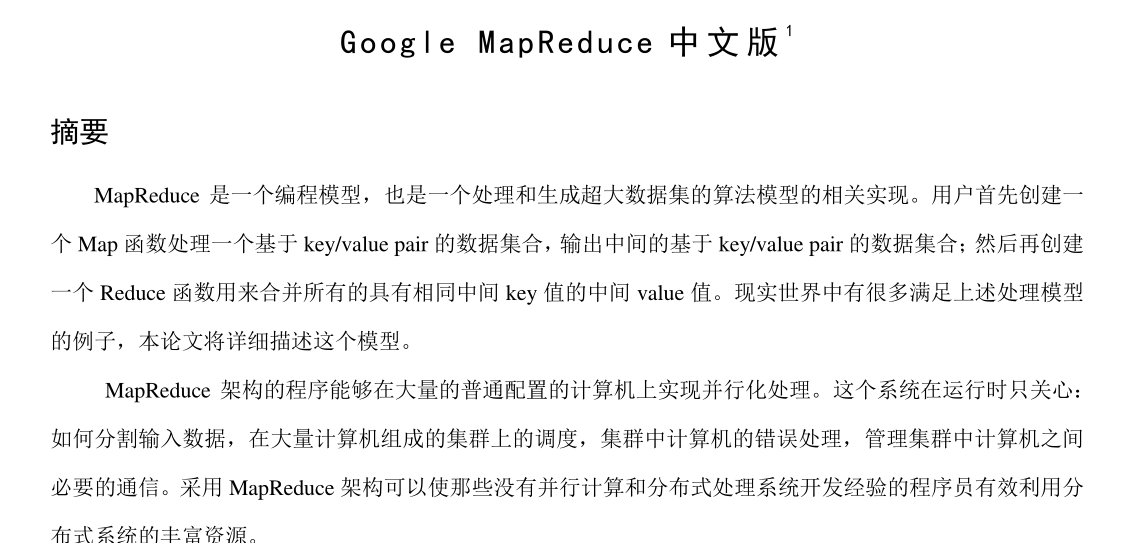 Google MapReduce 中文版1
摘要
MapReduce 是一个编程模型，也是一个处理和生成超大数据集的算法模型的相关实现。用户首先创建一
个 Map 函数处理一个基于 key/value pair 的数据集合，输出中间的基于 key/value pair 的数据集合；然后再创建
一个 Reduce 函数用来合并所有的具有相同中间 key 值的中间 value 值。现实世界中有很多满足上述处理模型
的例子，本论文将详细描述这个模型。
MapReduce 架构的程序能够在大量的普通配置的计算机上实现并行化处理。这个系统在运行时只关心：
如何分割输入数据，在大量计算机组成的集群上的调度，集群中计算机的错误处理，管理集群中计算机之间
必要的通信。采用 MapReduce 架构可以使那些没有并行计算和分布式处理系统开发经验的程序员有效利用分
布式系统的丰富资源。